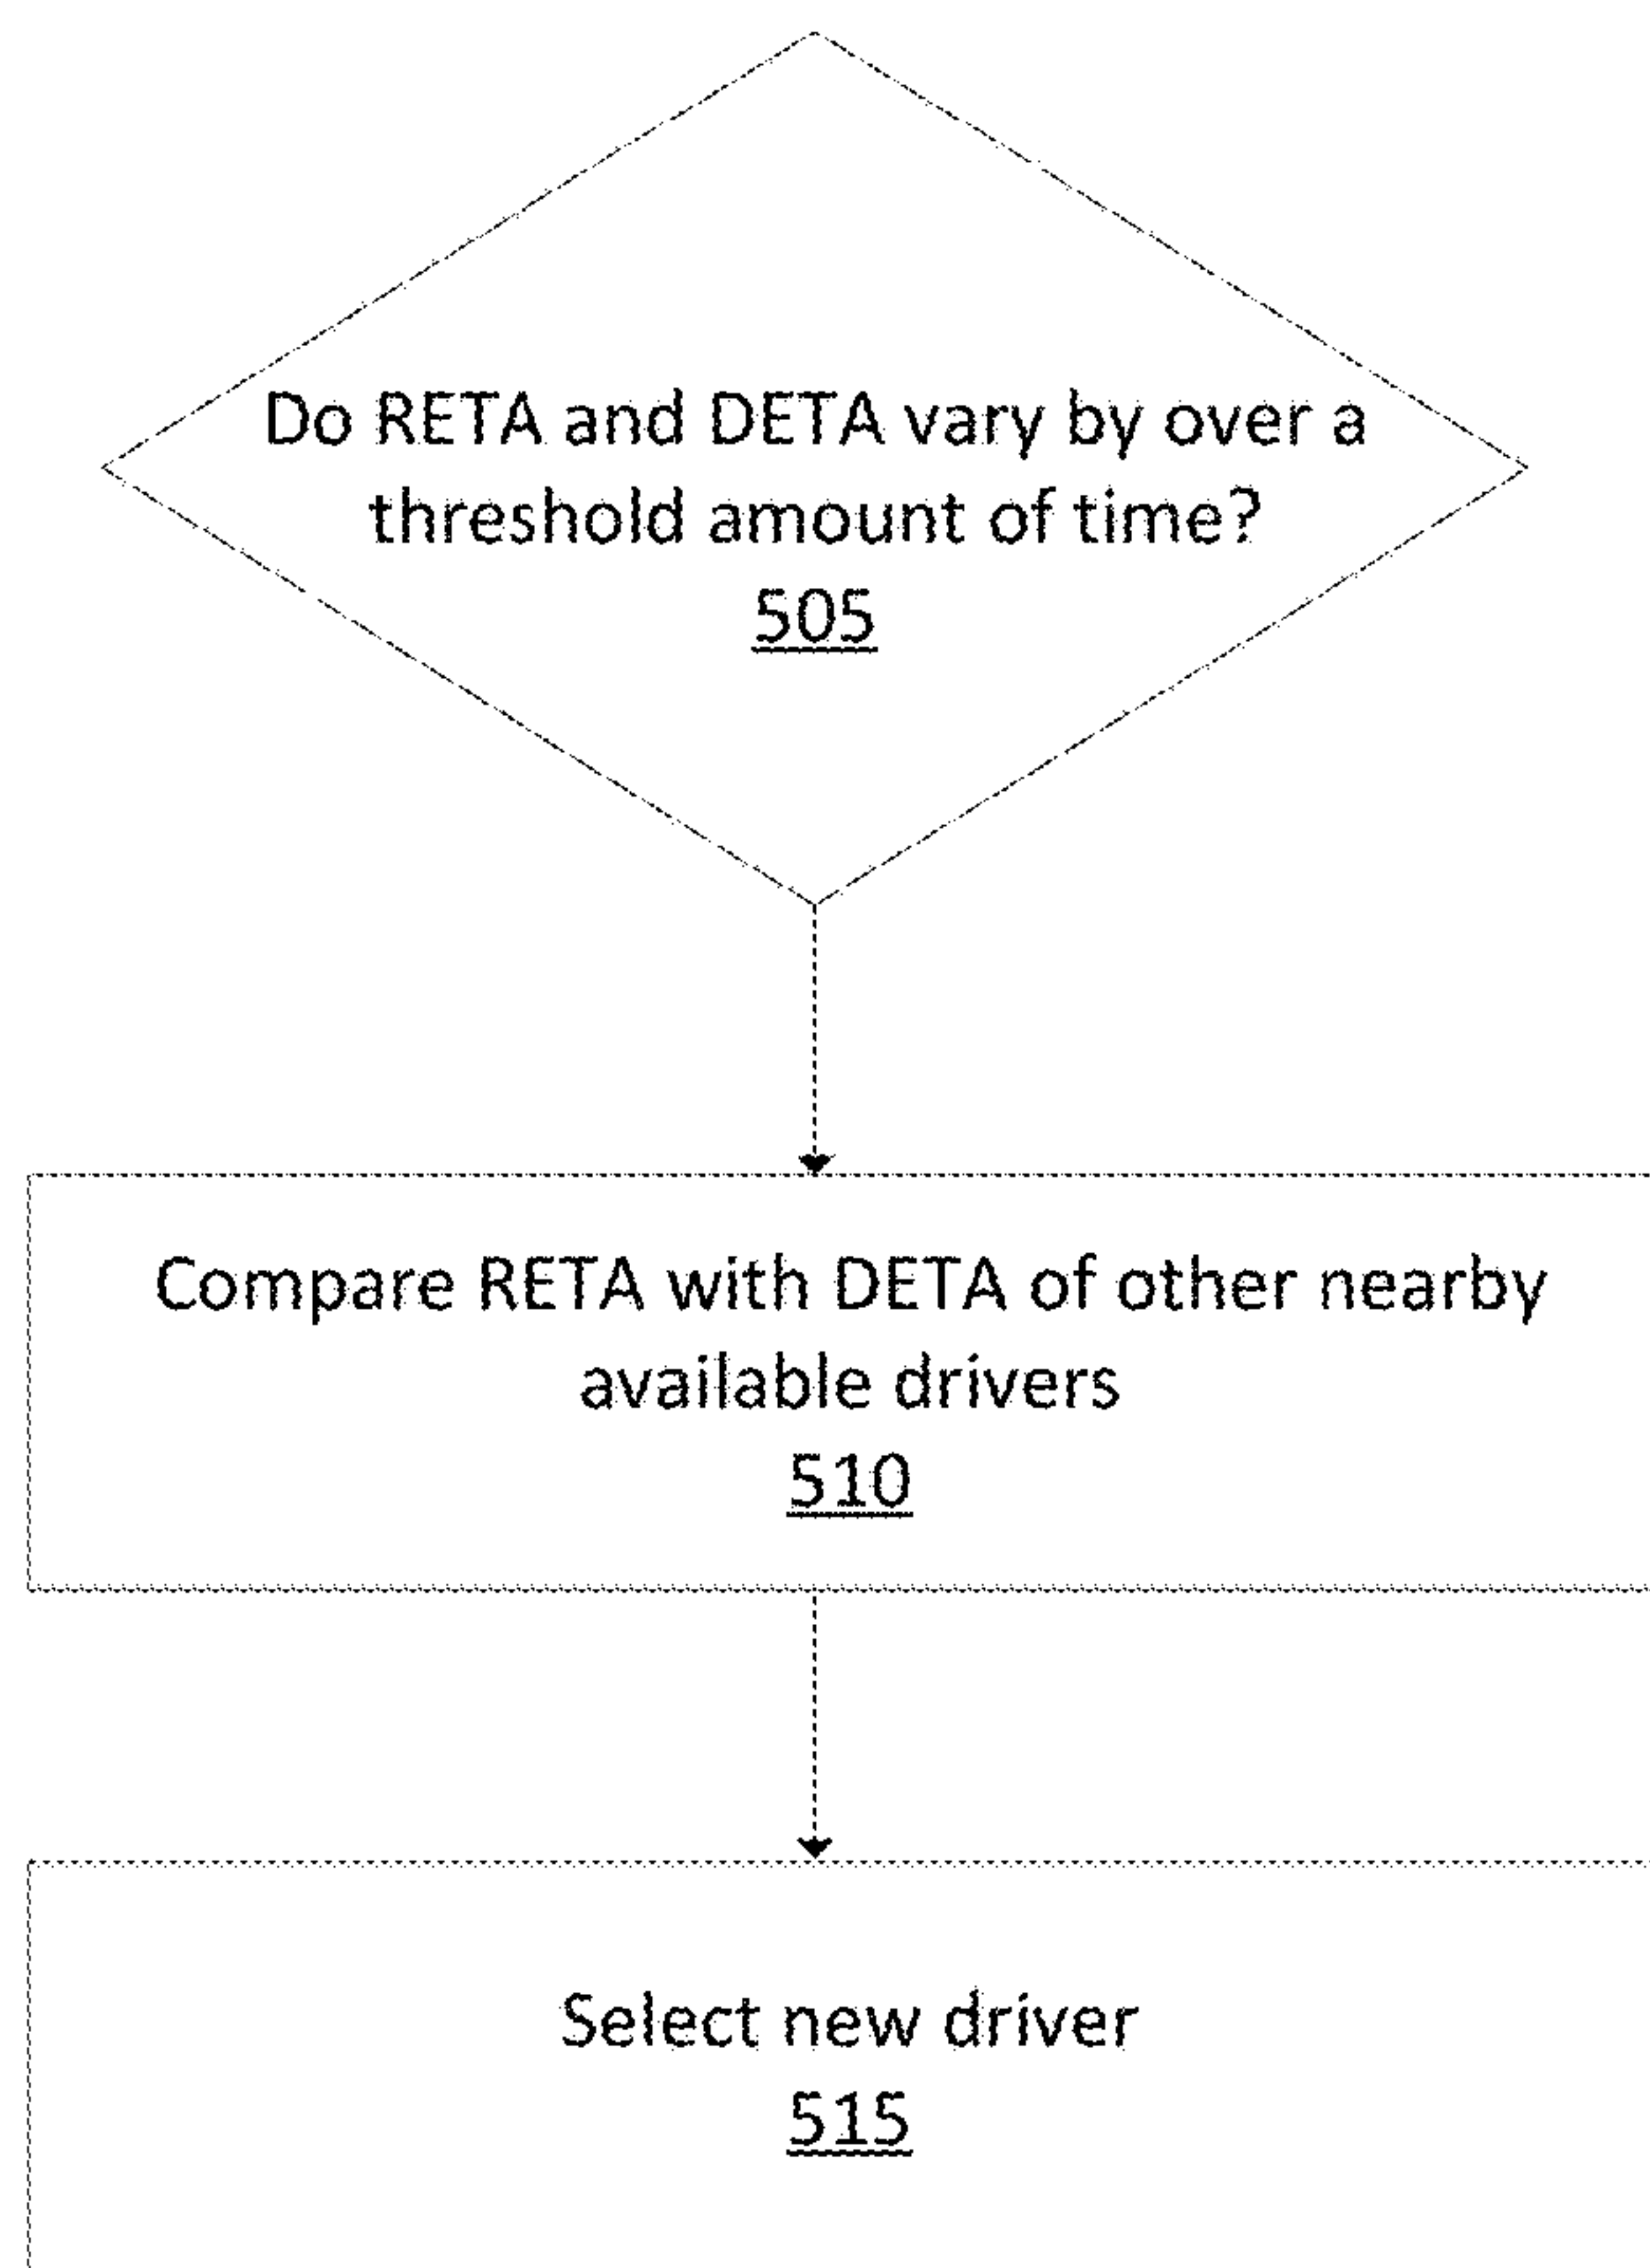 Do RETA and DETA vary by over a
threshold amount of time?
505
Compare RETA with DETA of other nearby
available drivers
510
Select new driver
515